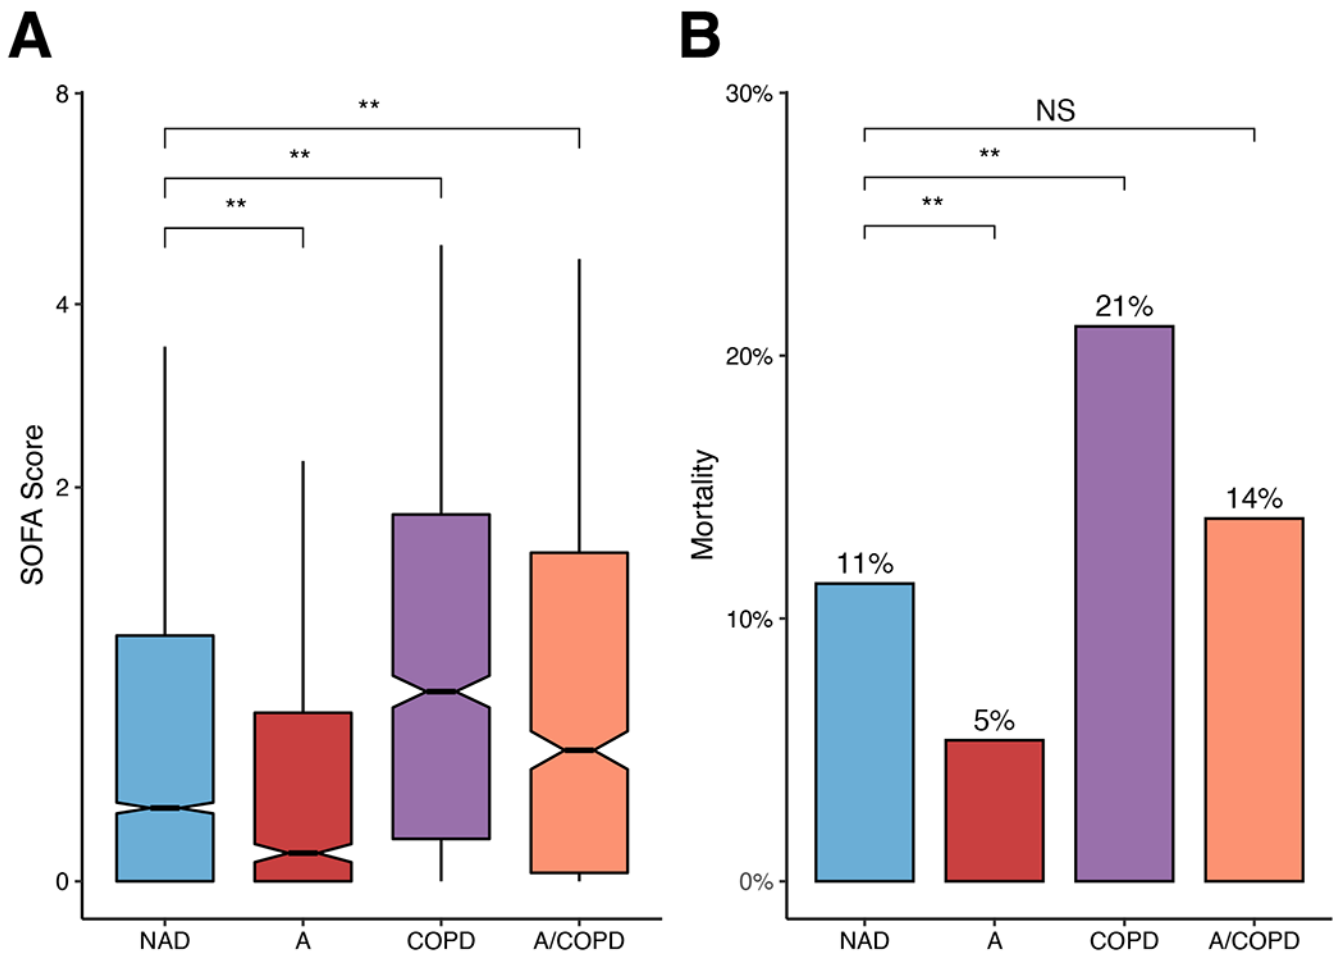 A
8
4
2
0
SOFA Score
**
**
**
NAD
A
COPD
A/COPD
B
30%
20%
10%
0%
Mortality
NS
**
**
11%
5%
21%
14%
NAD
A
COPD
A/COPD